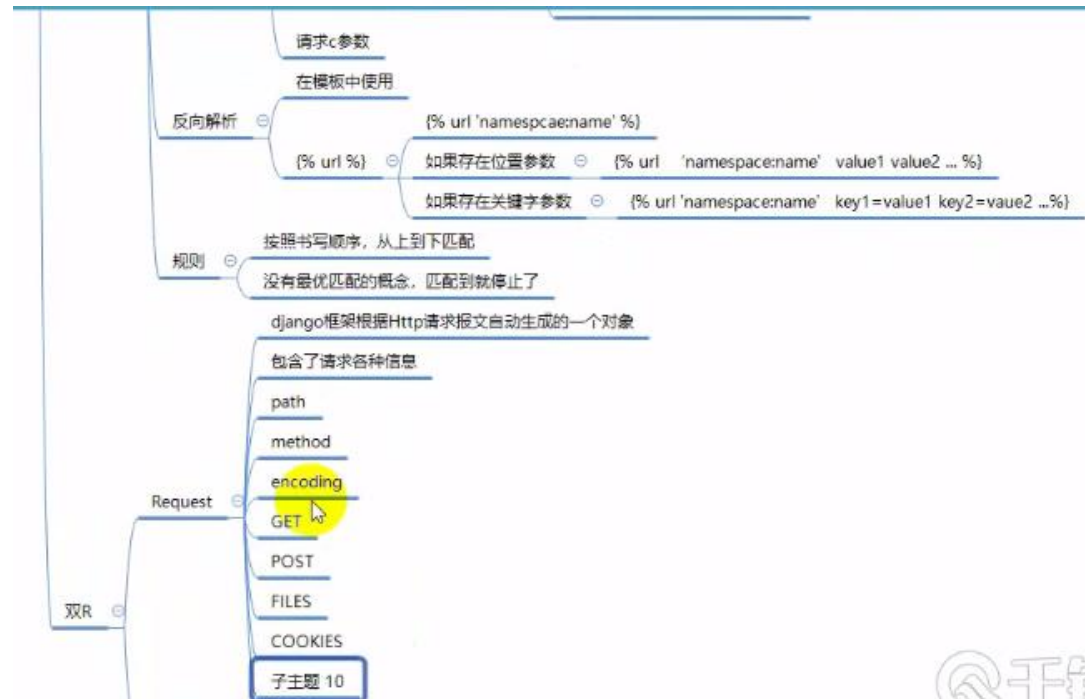 请求c参数
在模板中使用
反向解析
{% url 'namespcae:name' %}
{% url %}
如果存在位置参数
{% url 'namespace:name' value1 value2 ... %}
如果存在关键字参数
{% url 'namespace:name' key1=value1 key2=vaue2 ...%}
规则
按照书写顺序，从上到下匹配
没有最优匹配的概念，匹配到就停止了
django框架根据Http请求报文自动生成的一个对象
包含了请求各种信息
path
method
encoding
Request
GET
POST
FILES
双R
COOKIES
子主题 10